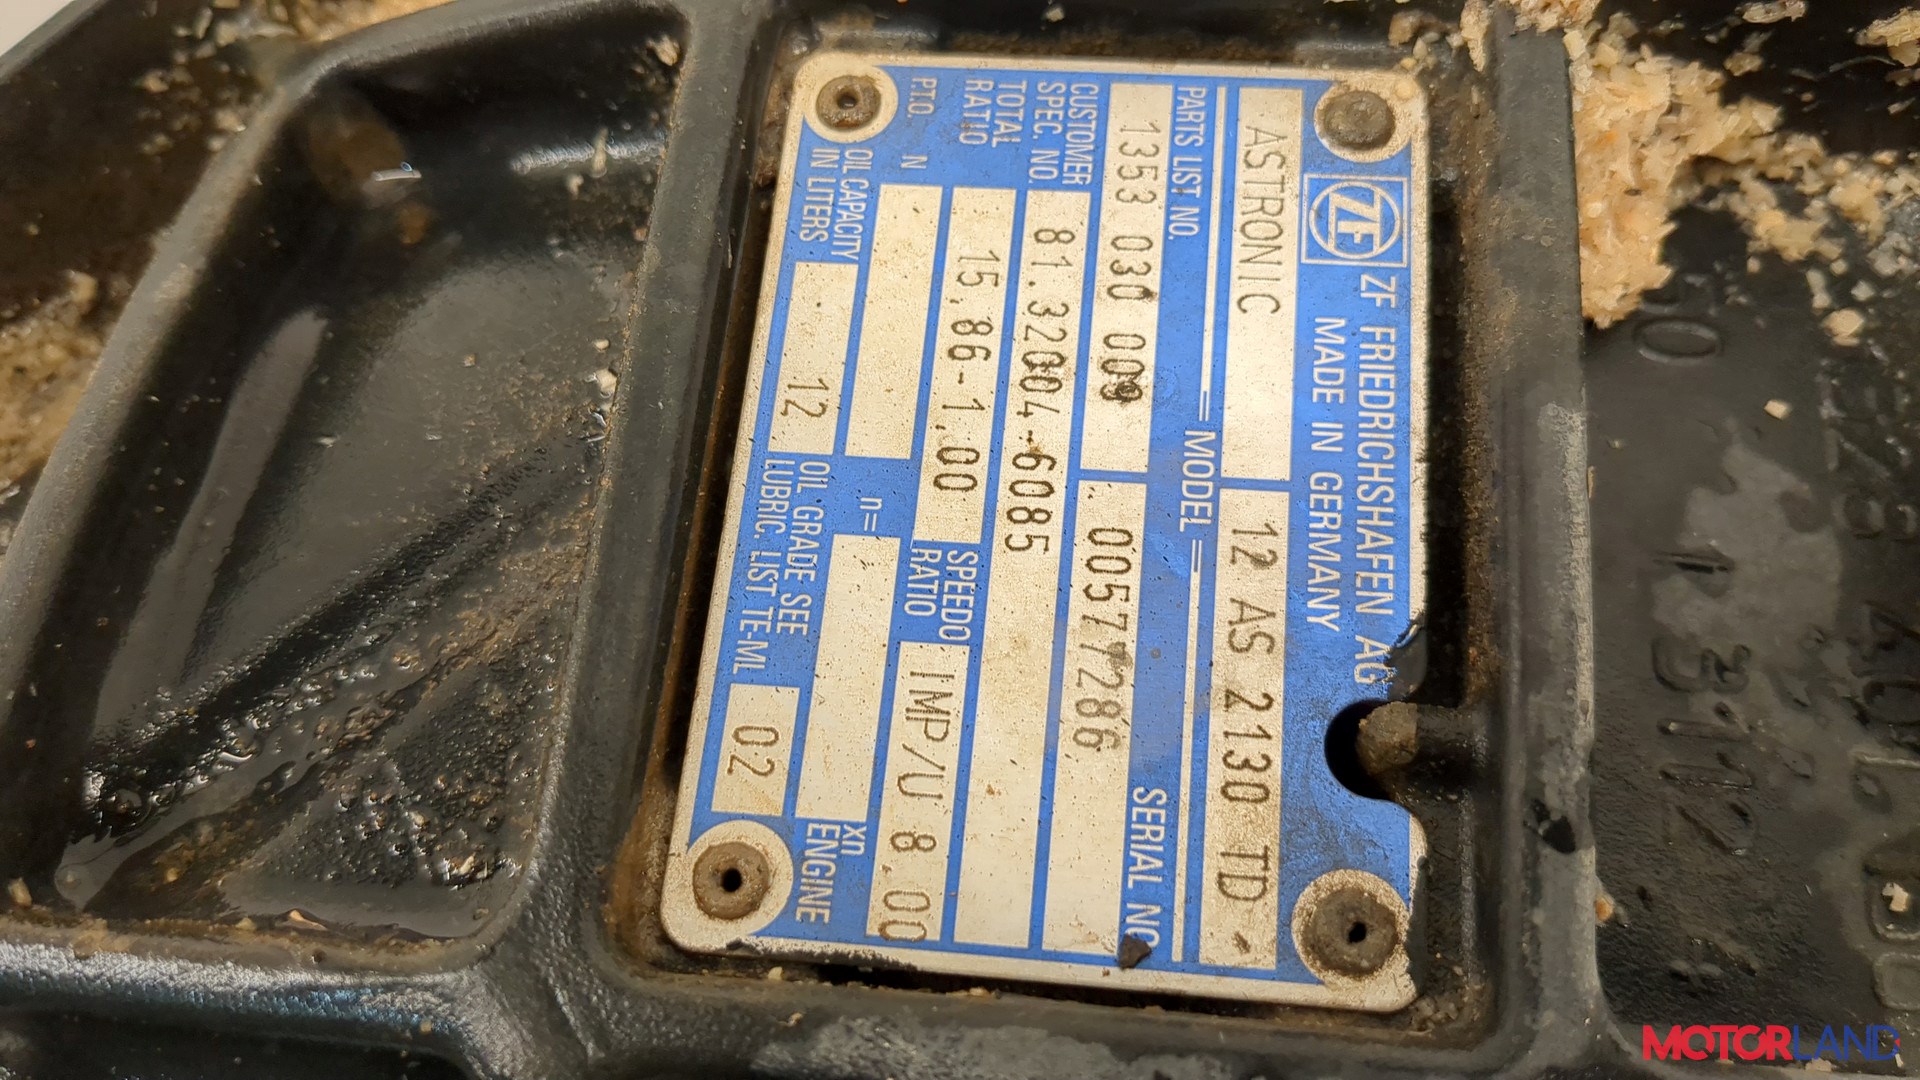 ZF
ZF FRIEDRICHSHAFEN AG
MADE IN GERMANY
ASTRONIC
12 AS 2130 TD
= MODEL =
PARTS LIST NO.
SERIAL NO
1353 030 009
00577286
CUSTOMER
SPEC. NO.
81.32004-6085
TOTAL
RATIO
15,86-1,00
SPEEDO
RATIO
IMP/U 8,00
P.T.O.
N
n=
xn
ENGINE
OIL CAPACITY
IN LITERS
12
OIL GRADE SEE
LUBRIC. LIST TE-ML
02
MOTORLAND